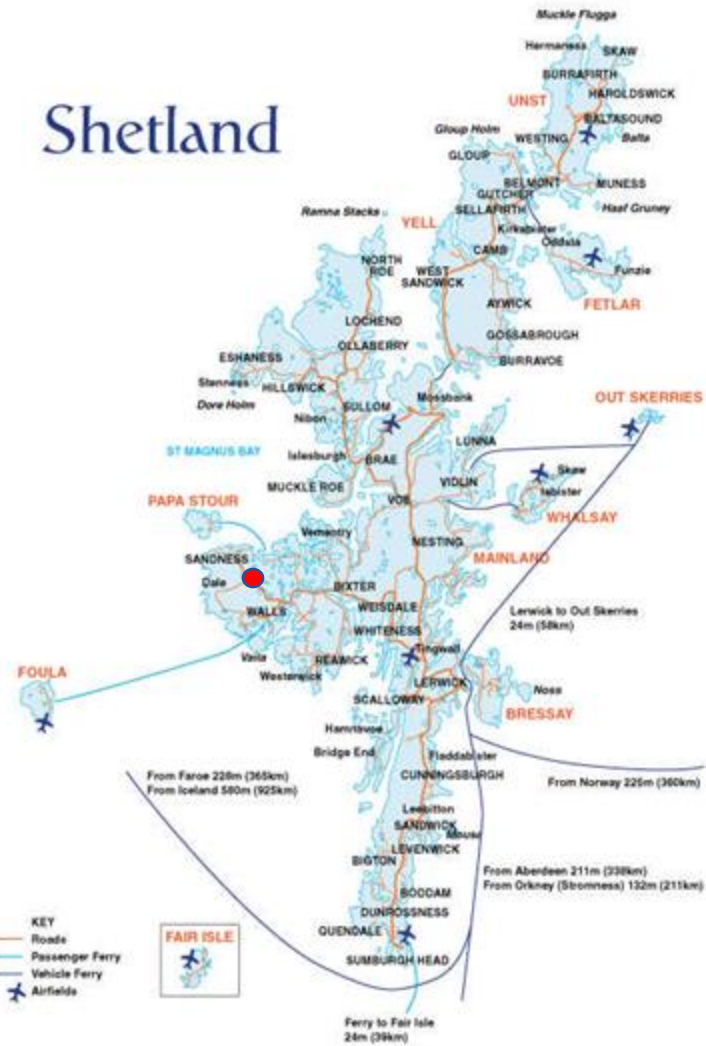 Shetland
Muckle Flugga
Hermaness
SKAW
BURRAFIRTH
HAROLDSWICK
UNST
BALTASOUND
Balta
WESTING
Gloup Holm
GLOUP
BELMONT
MUNESS
GUTCHER
Haaf Gruney
SELLAFIRTH
Ramna Stacks
YELL
Kirkabister
Oddsta
CAMB
NORTH
ROE
WEST
SANDWICK
Funzie
FETLAR
AYWICK
LOCHEND
GOSSABROUGH
OLLABERRY
ESHANESS
BURRAVOE
Stenness
HILLSWICK
Dore Holm
Mossbank
OUT SKERRIES
SULLOM
Nibon
LUNNA
ST MAGNUS BAY
Islesburgh
BRAE
Skaw
MUCKLE ROE
VIDLIN
Isbister
PAPA STOUR
VOE
WHALSAY
Vementry
NESTING
SANDNESS
MAINLAND
Dale
BIXTER
WALLS
WEISDALE
Lerwick to Out Skerries
24m (58km)
WHITENESS
Tingwall
Vaila
REAWICK
FOULA
Westerwick
LERWICK
Noss
SCALLOWAY
BRESSAY
Hamnavoe
Bridge End
Fladdabister
From Faroe 228m (365km)
From Iceland 580m (925km)
CUNNINGSBURGH
From Norway 225m (360km)
Leebitton
SANDWICK
Mousa
LEVENWICK
BIGTON
From Aberdeen 211m (338km)
From Orkney (Stromness) 132m (211km)
BODDAM
DUNROSSNESS
KEY
QUENDALE
FAIR ISLE
Roads
Passenger Ferry
SUMBURGH HEAD
Vehicle Ferry
Airfields
Ferry to Fair Isle
24m (39km)